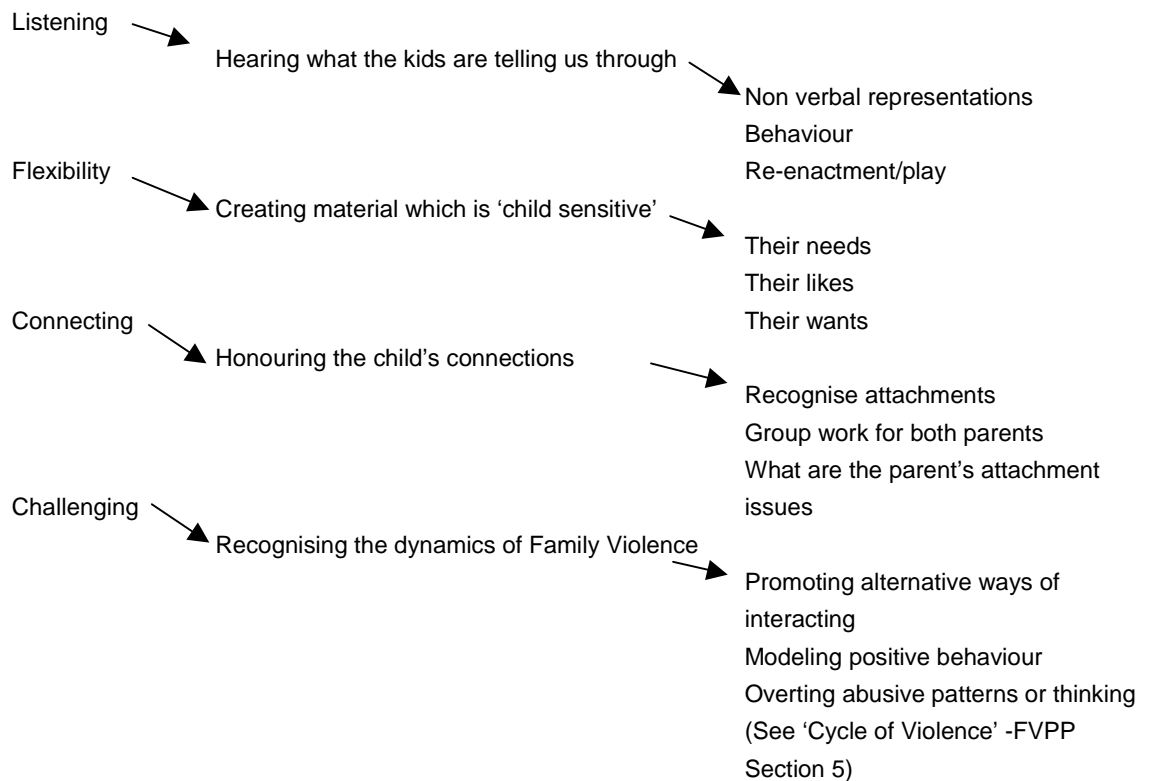 Listening
Hearing what the kids are telling us through
Non verbal representations
Behaviour
Re-enactment/play
Flexibility
Creating material which is ‘child sensitive’
Their needs
Their likes
Their wants
Connecting
Honouring the child’s connections
Recognise attachments
Group work for both parents
What are the parent’s attachment
issues
Challenging
Recognising the dynamics of Family Violence
Promoting alternative ways of
interacting
Modeling positive behaviour
Overting abusive patterns or thinking
(See ‘Cycle of Violence’ -FVPP
Section 5)